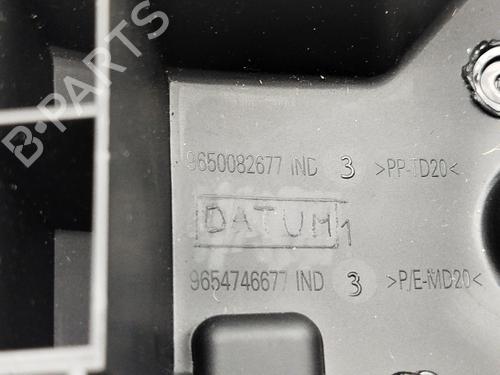 B-PARTS
9650082677 IND 3 >PP-TD20<
DATUM 1
9654746677 IND 3 >P/E-MD20<